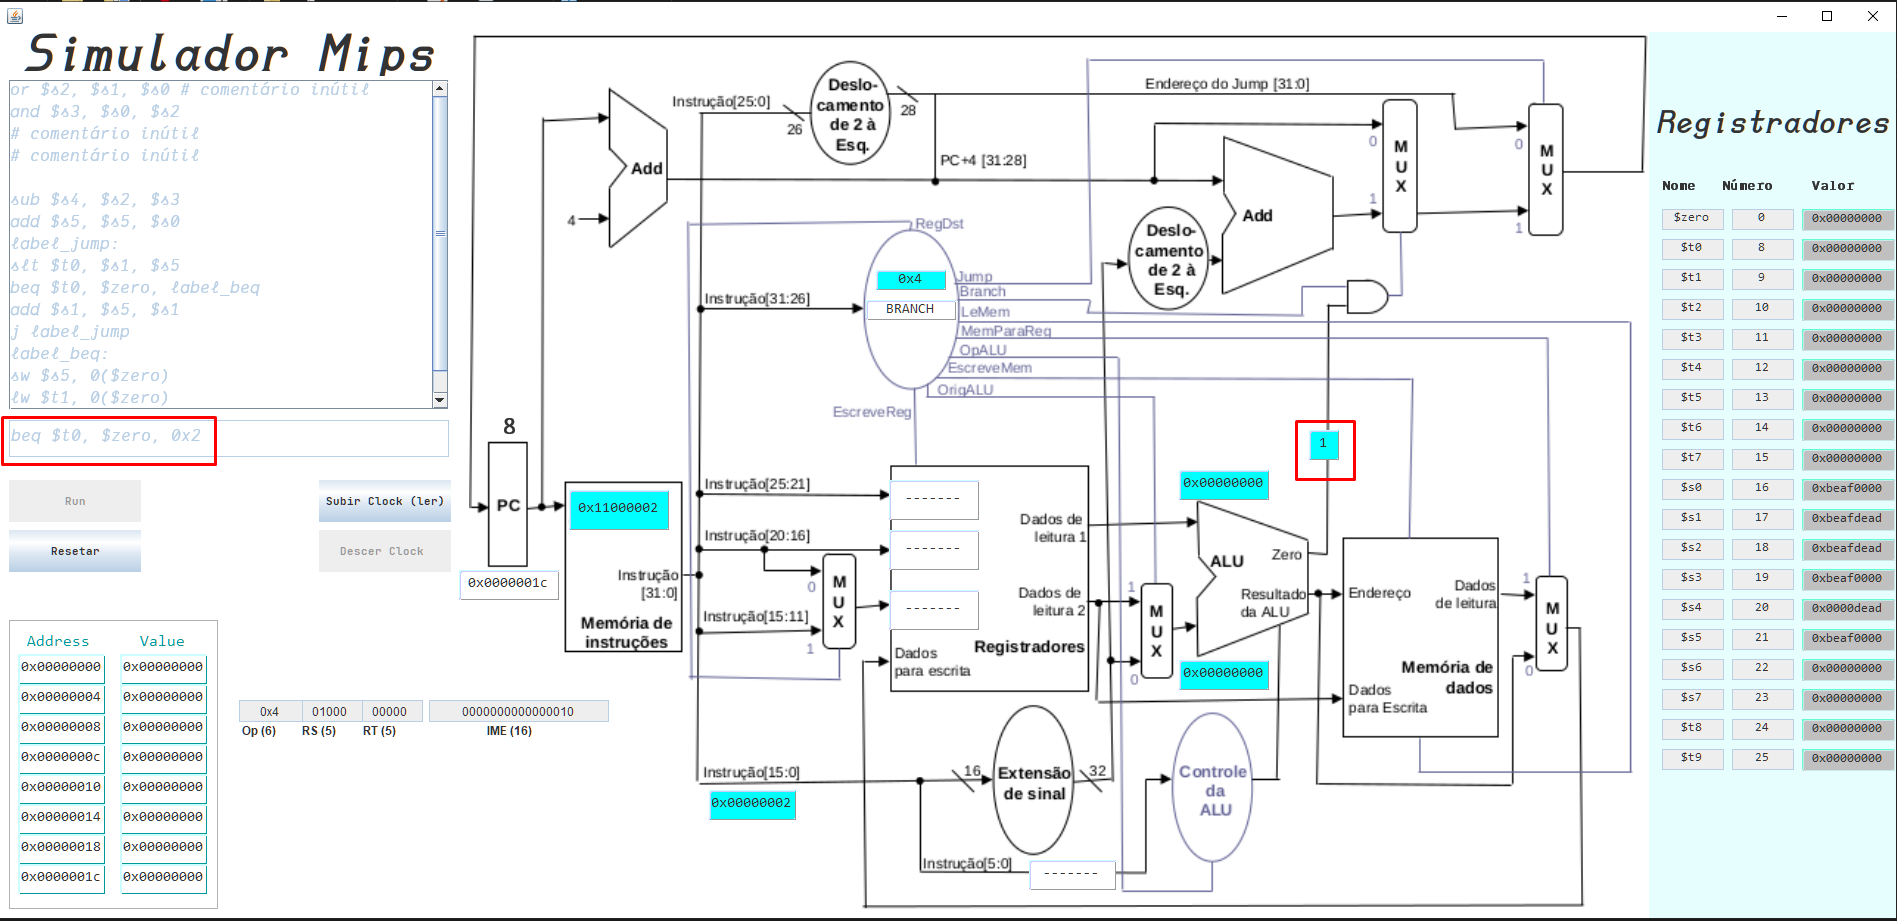 Simulador Mips
or $s2, $s1, $s0 # comentário inútil
and $s3, $s0, $s2
# comentário inútil
# comentário inútil
sub $s4, $s2, $s3
add $s5, $s5, $s0
label_jump:
slt $t0, $s1, $s5
beq $t0, $zero, label_beq
add $s1, $s5, $s1
j label_jump
label_beq:
sw $s5, 0($zero)
lw $t1, 0($zero)
beq $t0, $zero, 0x2
Run
Subir Clock (ler)
Resetar
Descer Clock
Address Value
0x00000000 0x00000000
0x00000004 0x00000000
0x00000008 0x00000000
0x0000000c 0x00000000
0x00000010 0x00000000
0x00000014 0x00000000
0x00000018 0x00000000
0x0000001c 0x00000000
0x4 01000 00000 0000000000000010
Op (6) RS (5) RT (5) IME (16)
8
PC
0x0000001c
4
Add
Instrução[25:0]
26
Deslo-
camento
de 2 à
Esq.
28
PC+4 [31:28]
Endereço do Jump [31:0]
0
1
M
U
X
0
1
M
U
X
Add
Deslo-
camento
de 2 à
Esq.
RegDst
Jump
Branch
LeMem
MemParaReg
OpALU
EscreveMem
OrigALU
EscreveReg
0x4
BRANCH
Instrução[31:26]
0x11000002
Instrução
[31:0]
Memória de
instruções
Instrução[25:21]
Instrução[20:16]
0
M
U
X
1
Instrução[15:11]
-------
-------
-------
Dados de
leitura 1
Dados de
leitura 2
Registradores
Dados
para escrita
1
M
U
X
0
0x00000000
ALU
Zero
Resultado
da ALU
0x00000000
1
Endereço
Dados
de leitura
Memória de
dados
Dados
para Escrita
1
M
U
X
0
Instrução[15:0]
0x00000002
16
Extensão
de sinal
32
Controle
da
ALU
Instrução[5:0]
-------
Registradores
Nome Número Valor
$zero 0 0x00000000
$t0 8 0x00000000
$t1 9 0x00000000
$t2 10 0x00000000
$t3 11 0x00000000
$t4 12 0x00000000
$t5 13 0x00000000
$t6 14 0x00000000
$t7 15 0x00000000
$s0 16 0xbeaf0000
$s1 17 0xbeafdead
$s2 18 0xbeafdead
$s3 19 0xbeaf0000
$s4 20 0x0000dead
$s5 21 0xbeaf0000
$s6 22 0x00000000
$s7 23 0x00000000
$t8 24 0x00000000
$t9 25 0x00000000